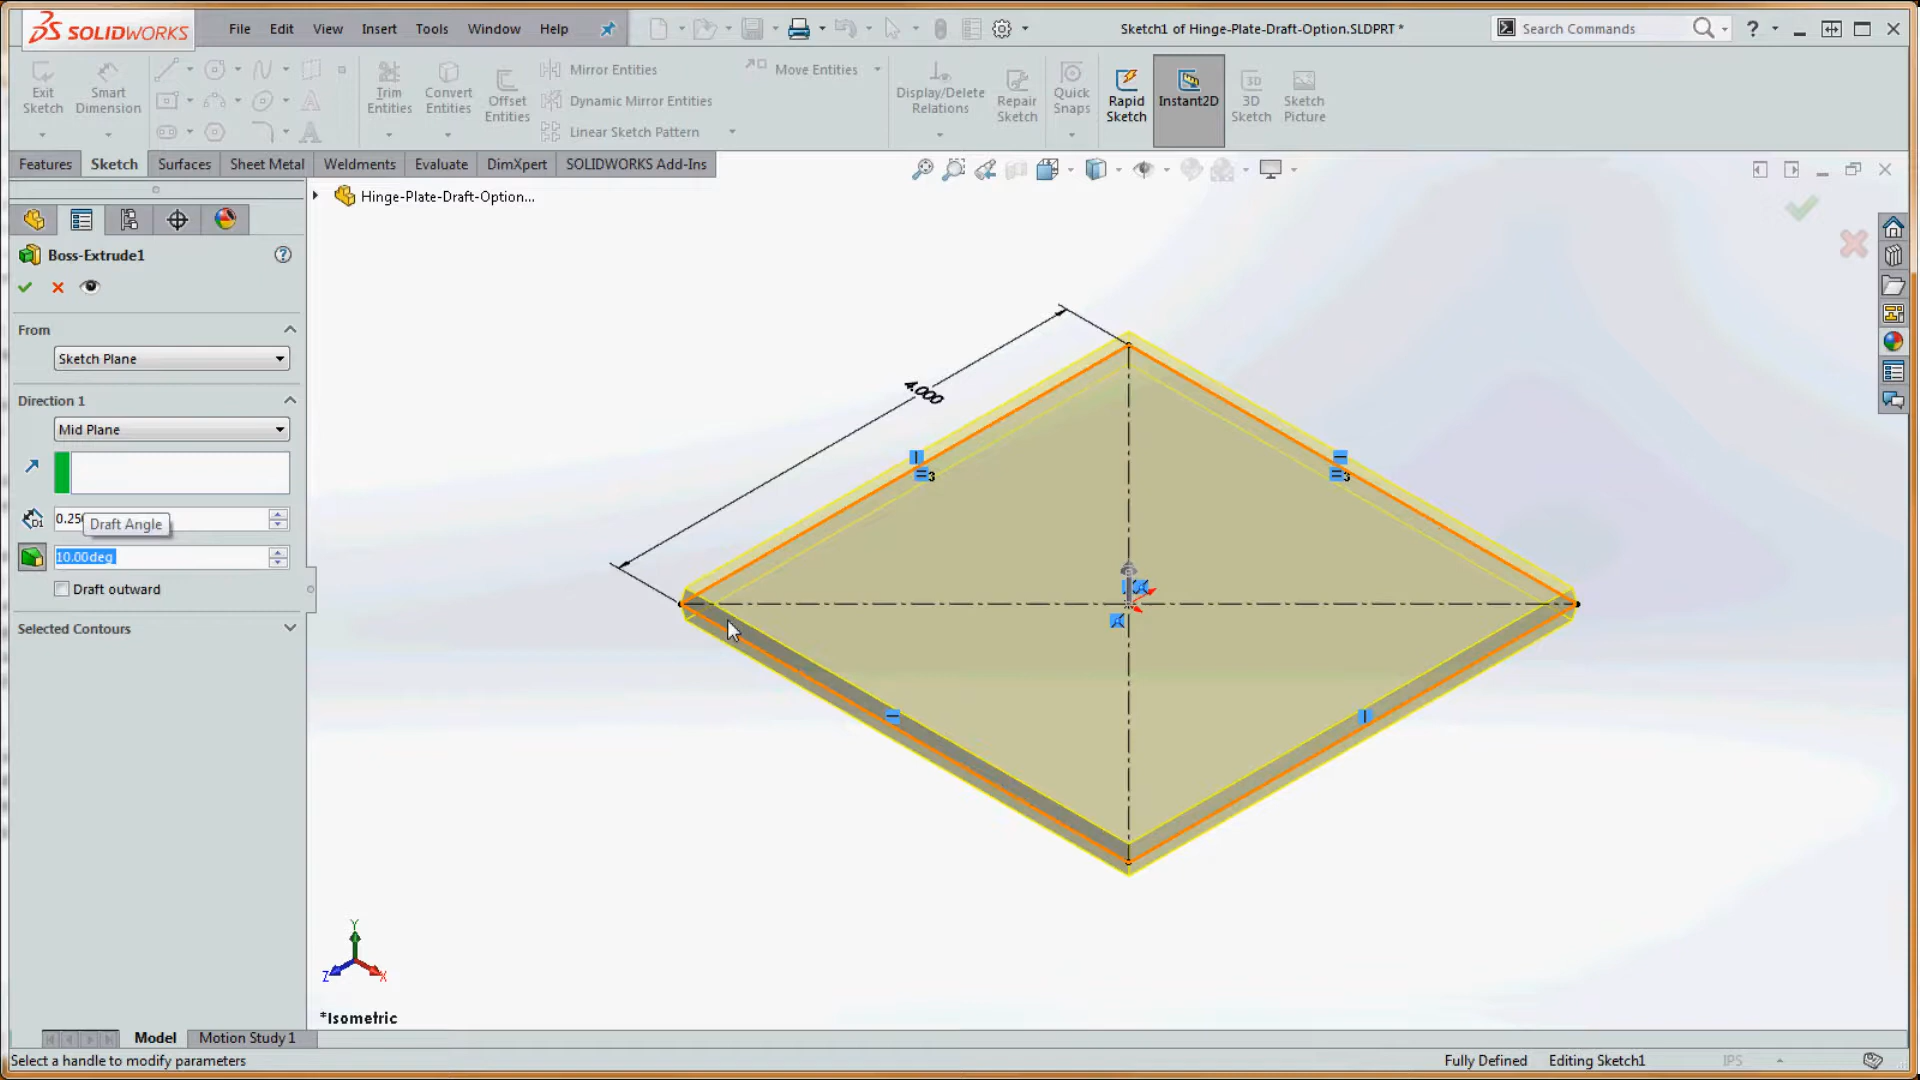 SOLIDWORKS
File Edit View Insert Tools Window Help
Sketch1 of Hinge-Plate-Draft-Option.SLDPRT *
Search Commands
?
Exit Sketch
Smart Dimension
Trim Entities
Convert Entities
Offset Entities
Mirror Entities
Dynamic Mirror Entities
Linear Sketch Pattern
Move Entities
Display/Delete Relations
Repair Sketch
Quick Snaps
Rapid Sketch
Instant2D
3D Sketch
Sketch Picture
Features Sketch Surfaces Sheet Metal Weldments Evaluate DimXpert SOLIDWORKS Add-Ins
Hinge-Plate-Draft-Option...
Boss-Extrude1
From
Sketch Plane
Direction 1
Mid Plane
Draft Angle
10.00deg
Draft outward
Selected Contours
4.000
3
3
Y
Z
X
*Isometric
Model Motion Study 1
Select a handle to modify parameters
Fully Defined
Editing Sketch1
IPS